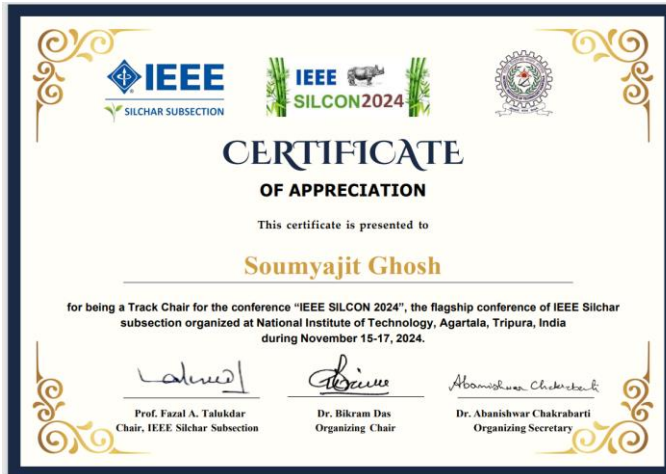 IEEE
SILCHAR SUBSECTION
IEEE
SILCON2024
CERTIFICATE
OF APPRECIATION
This certificate is presented to
Soumyajit Ghosh
for being a Track Chair for the conference “IEEE SILCON 2024”, the flagship conference of IEEE Silchar
subsection organized at National Institute of Technology, Agartala, Tripura, India
during November 15-17, 2024.
Abanishwar Chakrabarti
Prof. Fazal A. Talukdar
Chair, IEEE Silchar Subsection
Dr. Bikram Das
Organizing Chair
Dr. Abanishwar Chakrabarti
Organizing Secretary